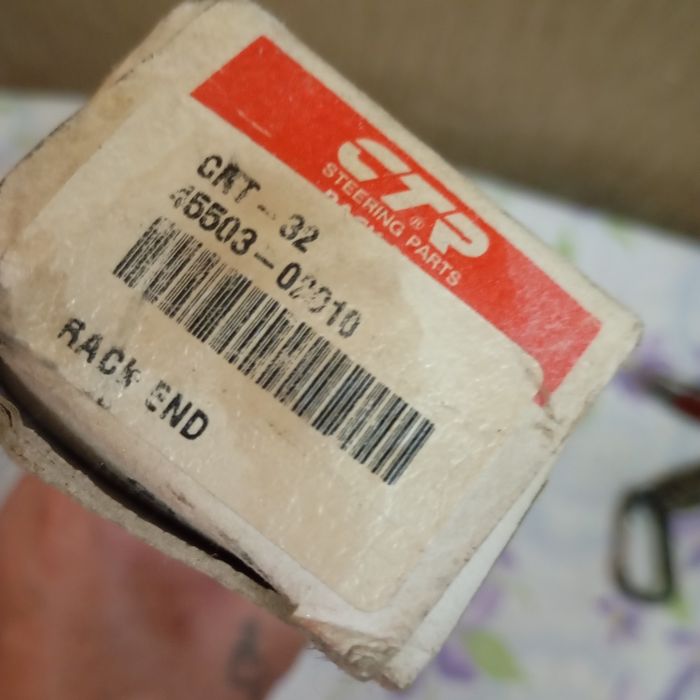 CTR®
STEERING PARTS
CRT-32
45503-02010
RACK END